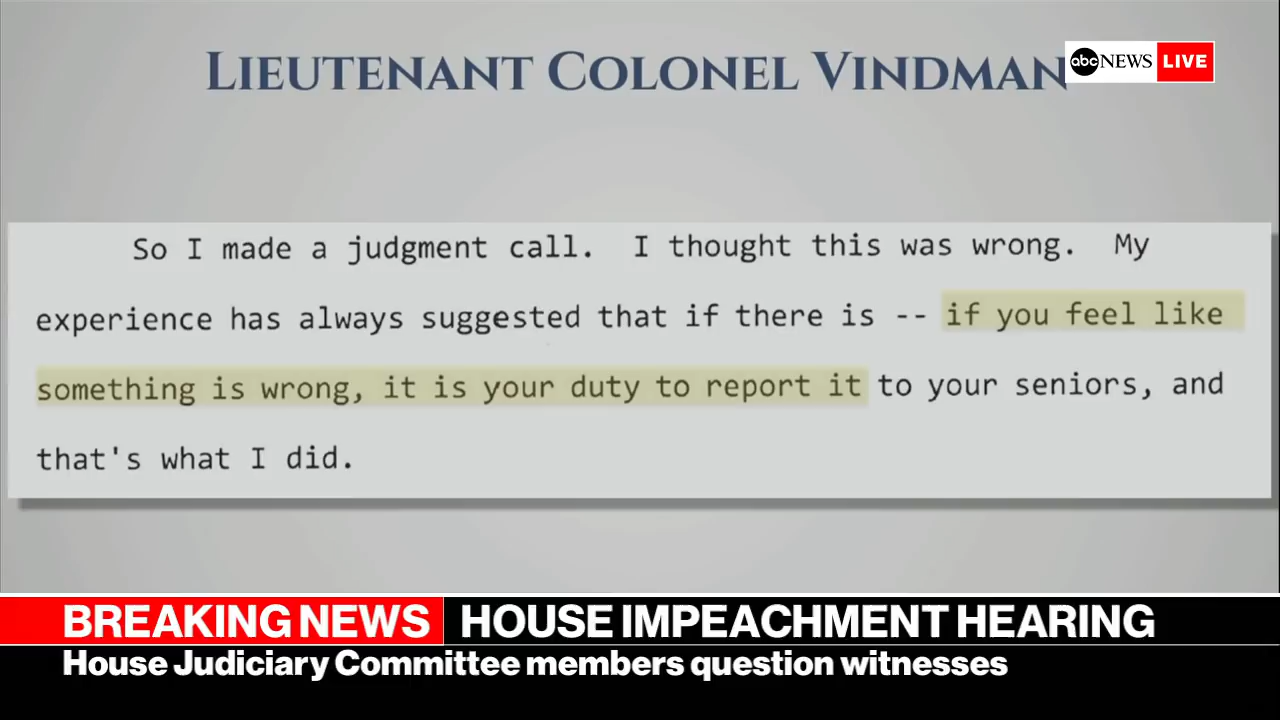 LIEUTENANT COLONEL VINDMAN
abc NEWS LIVE
So I made a judgment call. I thought this was wrong. My
experience has always suggested that if there is -- if you feel like
something is wrong, it is your duty to report it to your seniors, and
that's what I did.
BREAKING NEWS HOUSE IMPEACHMENT HEARING
House Judiciary Committee members question witnesses